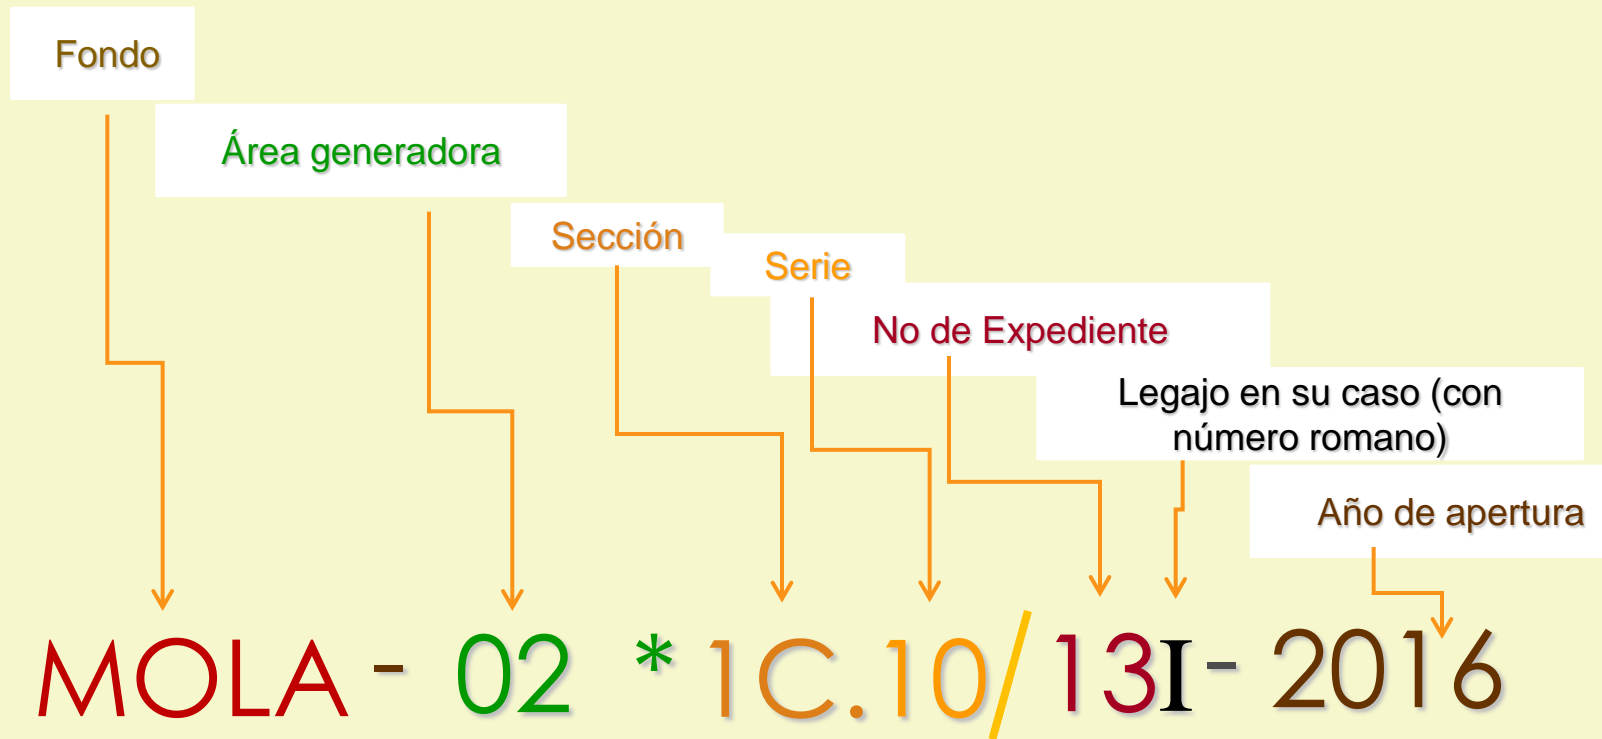 Fondo
Área generadora
Sección
Serie
No de Expediente
Legajo en su caso (con
número romano)
Año de apertura
MOLA - 02 * 1C.10/13I- 2016